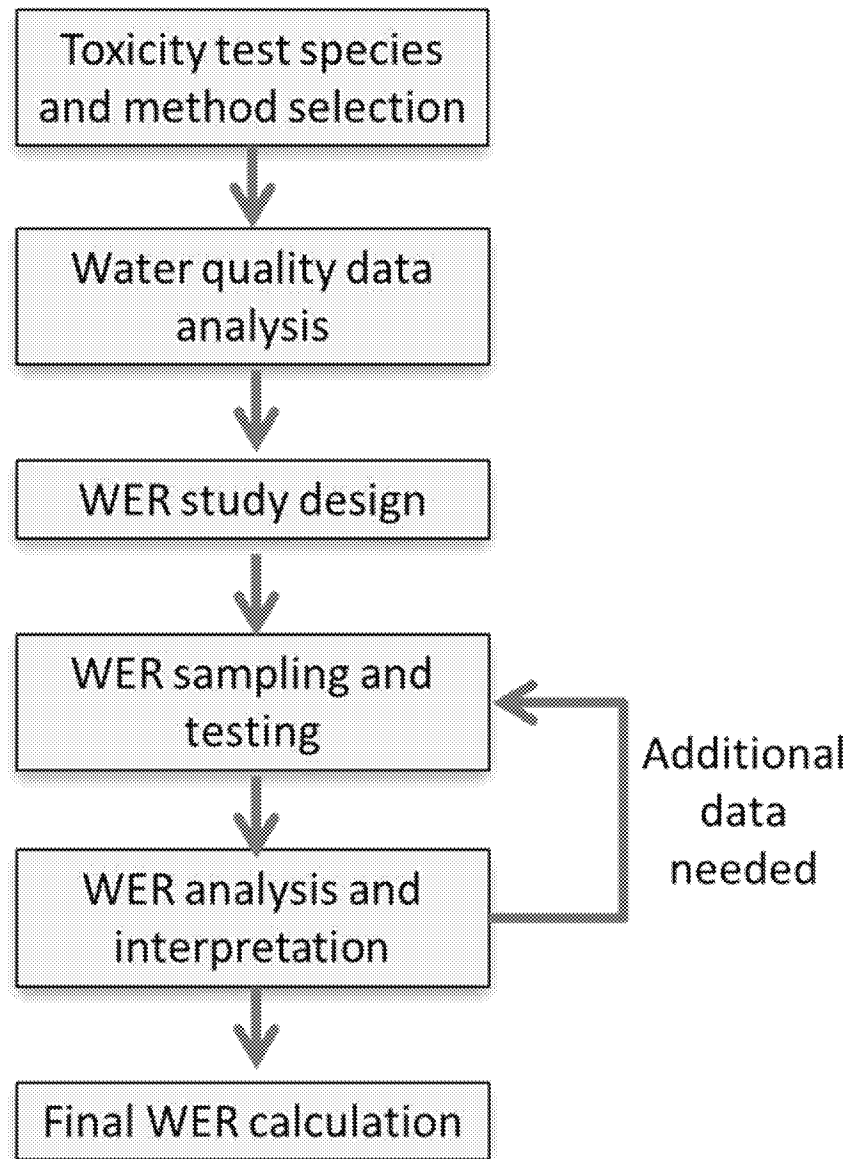 Toxicity test species
and method selection
Water quality data
analysis
WER study design
WER sampling and
testing
Additional
data
needed
WER analysis and
interpretation
Final WER calculation